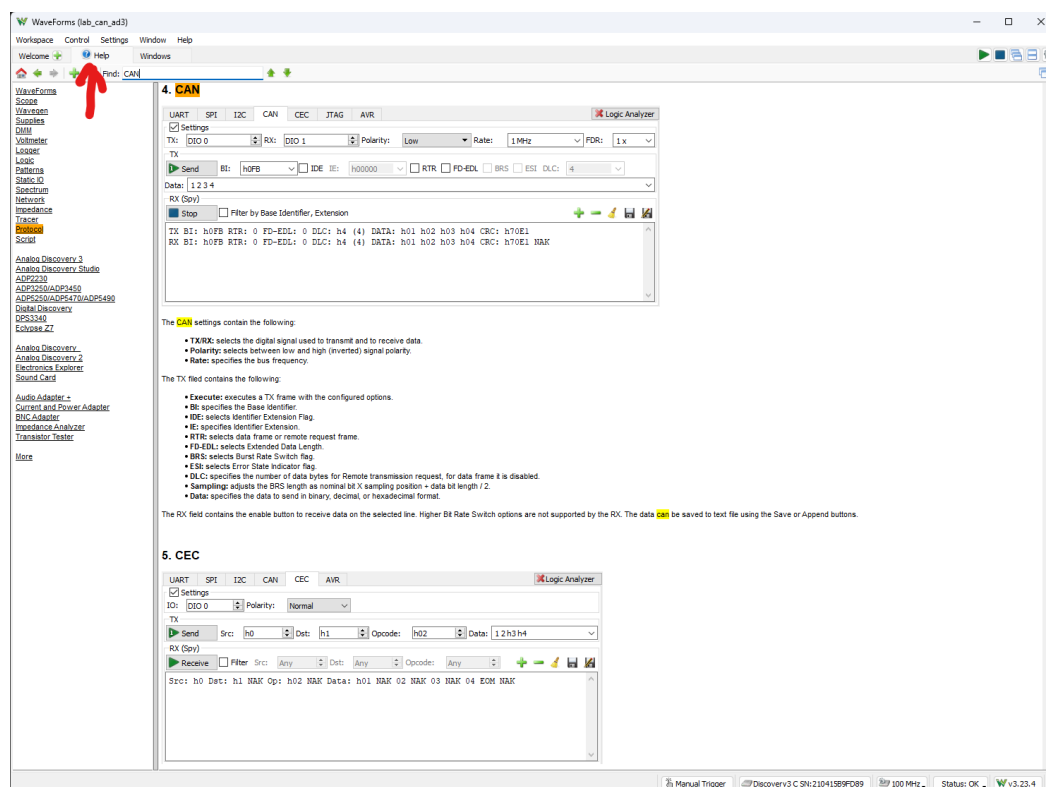 WaveForms (lab_can_ad3)
Workspace Control Settings Window Help
Welcome Help Windows
Find: CAN
WaveForms
Scope
Wavegen
Supplies
DMM
Voltmeter
Logger
Logic
Patterns
Static IO
Spectrum
Network
Impedance
Tracer
Protocol
Script
Analog Discovery 3
Analog Discovery Studio
ADP2230
ADP3250/ADP3450
ADP5250/ADP5470/ADP5490
Digital Discovery
DPS3340
Eclypse Z7
Analog Discovery
Analog Discovery 2
Electronics Explorer
Sound Card
Audio Adapter +
Current and Power Adapter
BNC Adapter
Impedance Analyzer
Transistor Tester
More
4. CAN
UART SPI I2C CAN CEC JTAG AVR Logic Analyzer
Settings
TX: DIO 0 RX: DIO 1 Polarity: Low Rate: 1 MHz FDR: 1 x
TX
Send BI: h0FB IDE IE: h00000 RTR FD-EDL BRS ESI DLC: 4
Data: 1 2 3 4
RX (Spy)
Stop Filter by Base Identifier, Extension
TX BI: h0FB RTR: 0 FD-EDL: 0 DLC: h4 (4) DATA: h01 h02 h03 h04 CRC: h70E1
RX BI: h0FB RTR: 0 FD-EDL: 0 DLC: h4 (4) DATA: h01 h02 h03 h04 CRC: h70E1 NAK
The CAN settings contain the following:
• TX/RX: selects the digital signal used to transmit and to receive data.
• Polarity: selects between low and high (inverted) signal polarity.
• Rate: specifies the bus frequency.
The TX filed contains the following:
• Execute: executes a TX frame with the configured options.
• BI: specifies the Base Identifier.
• IDE: selects Identifier Extension Flag.
• IE: specifies Identifier Extension.
• RTR: selects data frame or remote request frame.
• FD-EDL: selects Extended Data Length.
• BRS: selects Burst Rate Switch flag.
• ESI: selects Error State Indicator flag.
• DLC: specifies the number of data bytes for Remote transmission request, for data frame it is disabled.
• Sampling: adjusts the BRS length as nominal bit X sampling position + data bit length / 2.
• Data: specifies the data to send in binary, decimal, or hexadecimal format.
The RX field contains the enable button to receive data on the selected line. Higher Bit Rate Switch options are not supported by the RX. The data can be saved to text file using the Save or Append buttons.
5. CEC
UART SPI I2C CAN CEC AVR Logic Analyzer
Settings
IO: DIO 0 Polarity: Normal
TX
Send Src: h0 Dst: h1 Opcode: h02 Data: 1 2 h3 h4
RX (Spy)
Receive Filter Src: Any Dst: Any Opcode: Any
Src: h0 Dst: h1 NAK Op: h02 NAK Data: h01 NAK 02 NAK 03 NAK 04 EOM NAK
Manual Trigger Discovery3 C SN:210415B9FD89 100 MHz Status: OK v3.23.4